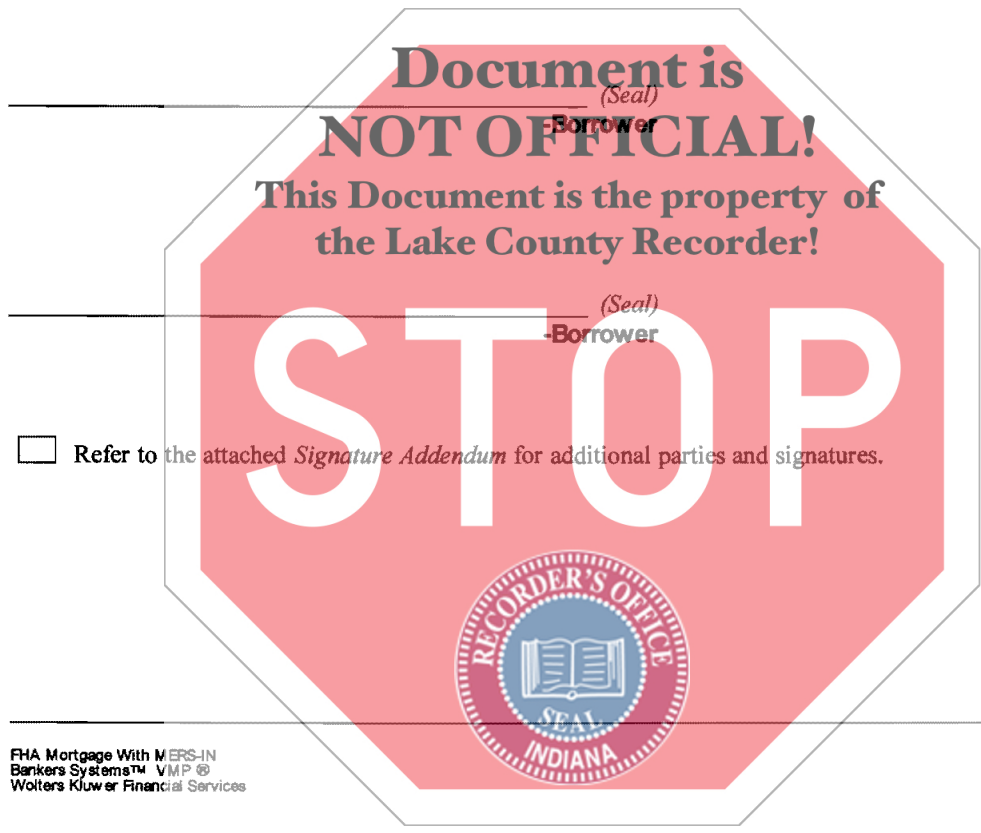 Document is
(Seal)
-Borrower
NOT OFFICIAL!
This Document is the property of
the Lake County Recorder!
(Seal)
-Borrower
STOP
Refer to the attached Signature Addendum for additional parties and signatures.
RECORDER'S OFFICE
SEAL
INDIANA
FHA Mortgage With MERS-IN
Bankers Systems™ VMP ®
Wolters Kluwer Financial Services